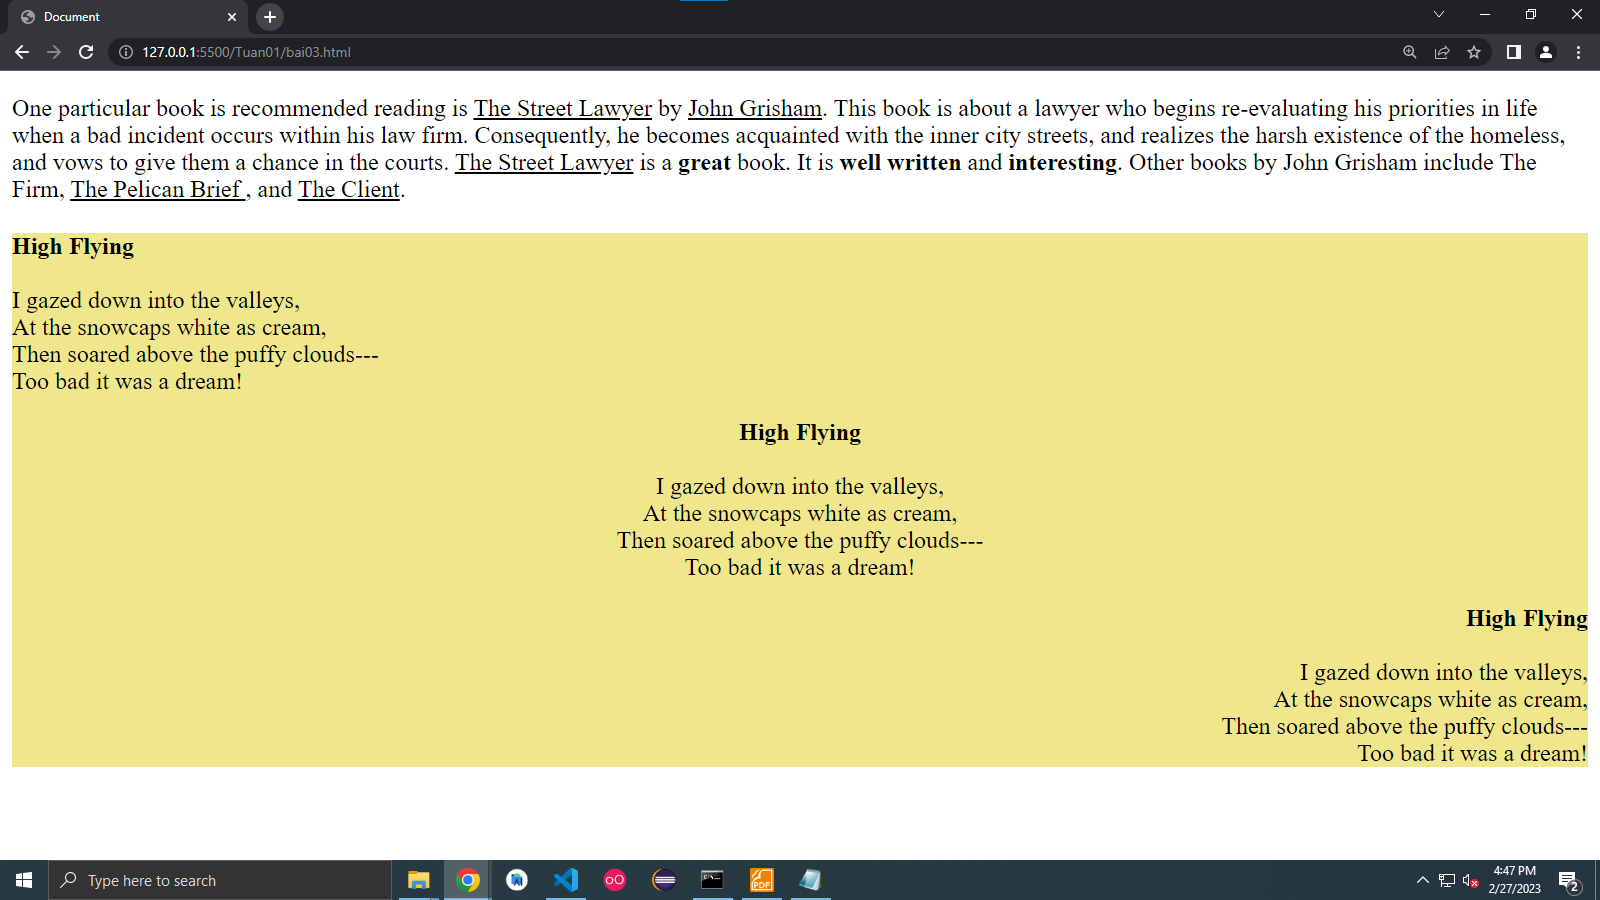 Document
127.0.0.1:5500/Tuan01/bai03.html
One particular book is recommended reading is The Street Lawyer by John Grisham. This book is about a lawyer who begins re-evaluating his priorities in life
when a bad incident occurs within his law firm. Consequently, he becomes acquainted with the inner city streets, and realizes the harsh existence of the homeless,
and vows to give them a chance in the courts. The Street Lawyer is a great book. It is well written and interesting. Other books by John Grisham include The
Firm, The Pelican Brief , and The Client.
High Flying
I gazed down into the valleys,
At the snowcaps white as cream,
Then soared above the puffy clouds---
Too bad it was a dream!
High Flying
I gazed down into the valleys,
At the snowcaps white as cream,
Then soared above the puffy clouds---
Too bad it was a dream!
High Flying
I gazed down into the valleys,
At the snowcaps white as cream,
Then soared above the puffy clouds---
Too bad it was a dream!
Type here to search
PDF
4:47 PM
2/27/2023
2